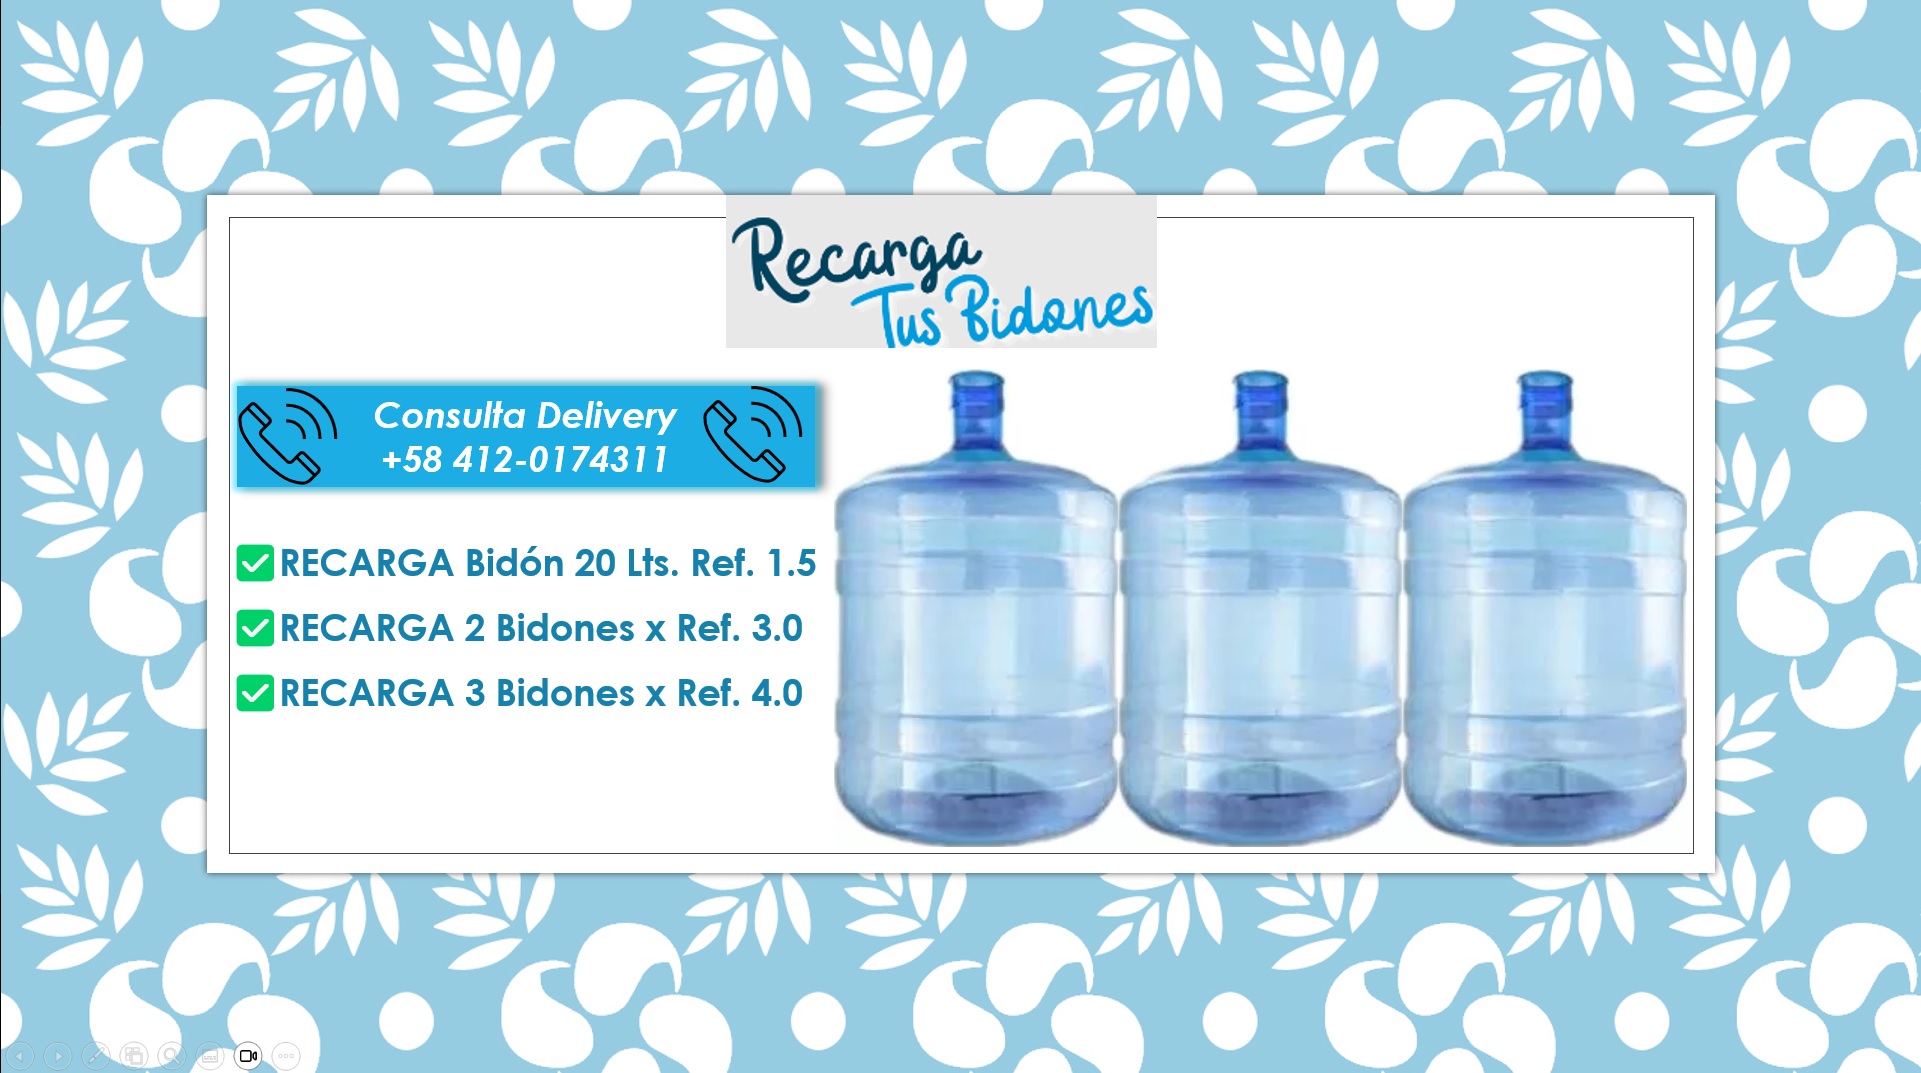 Recarga
Tus Bidones
Consulta Delivery
+58 412-0174311
✅ RECARGA Bidón 20 Lts. Ref. 1.5
✅ RECARGA 2 Bidones x Ref. 3.0
✅ RECARGA 3 Bidones x Ref. 4.0